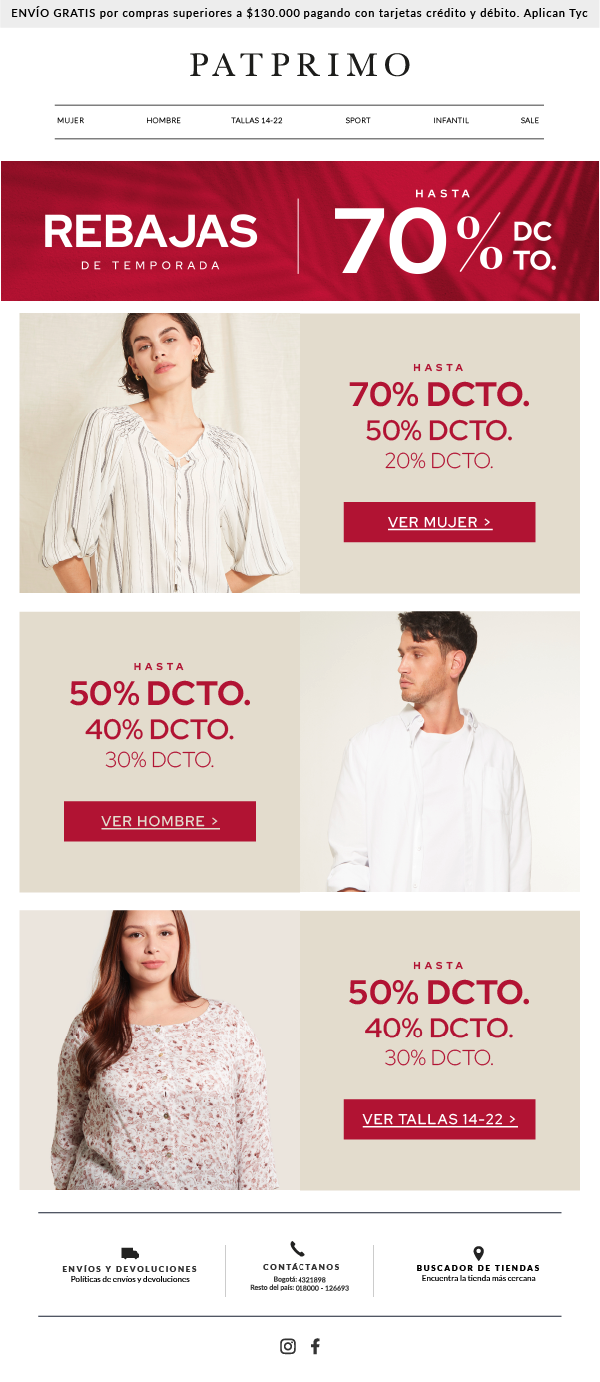 ENVÍO GRATIS por compras superiores a $130.000 pagando con tarjetas crédito y débito. Aplican Tyc
PATPRIMO
MUJER HOMBRE TALLAS 14-22 SPORT INFANTIL SALE
REBAJAS
DE TEMPORADA
HASTA
70% DC
TO.
HASTA
70% DCTO.
50% DCTO.
20% DCTO.
VER MUJER >
HASTA
50% DCTO.
40% DCTO.
30% DCTO.
VER HOMBRE >
HASTA
50% DCTO.
40% DCTO.
30% DCTO.
VER TALLAS 14-22 >
ENVÍOS Y DEVOLUCIONES
Políticas de envíos y devoluciones
CONTÁCTANOS
Bogotá: 4321898
Resto del país: 018000 - 126693
BUSCADOR DE TIENDAS
Encuentra la tienda más cercana